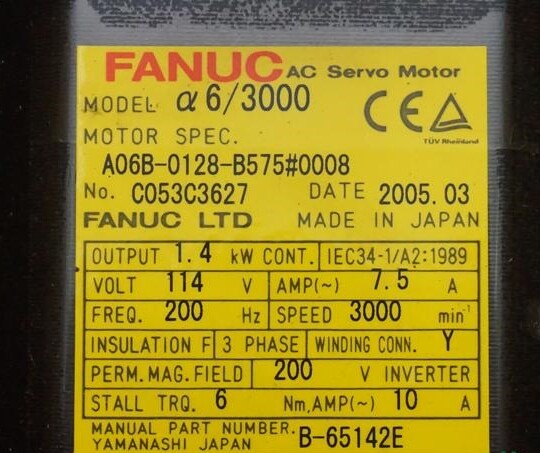 FANUC AC Servo Motor
MODEL α6/3000
CE
TÜV Rheinland
MOTOR SPEC.
A06B-0128-B575#0008
No. C053C3627 DATE 2005.03
FANUC LTD MADE IN JAPAN
OUTPUT 1.4 kW CONT. IEC34-1/A2:1989
VOLT 114 V AMP(~) 7.5 A
FREQ. 200 Hz SPEED 3000 min⁻¹
INSULATION F 3 PHASE WINDING CONN. Y
PERM.MAG.FIELD 200 V INVERTER
STALL TRQ. 6 Nm,AMP(~) 10 A
MANUAL PART NUMBER. B-65142E
YAMANASHI JAPAN